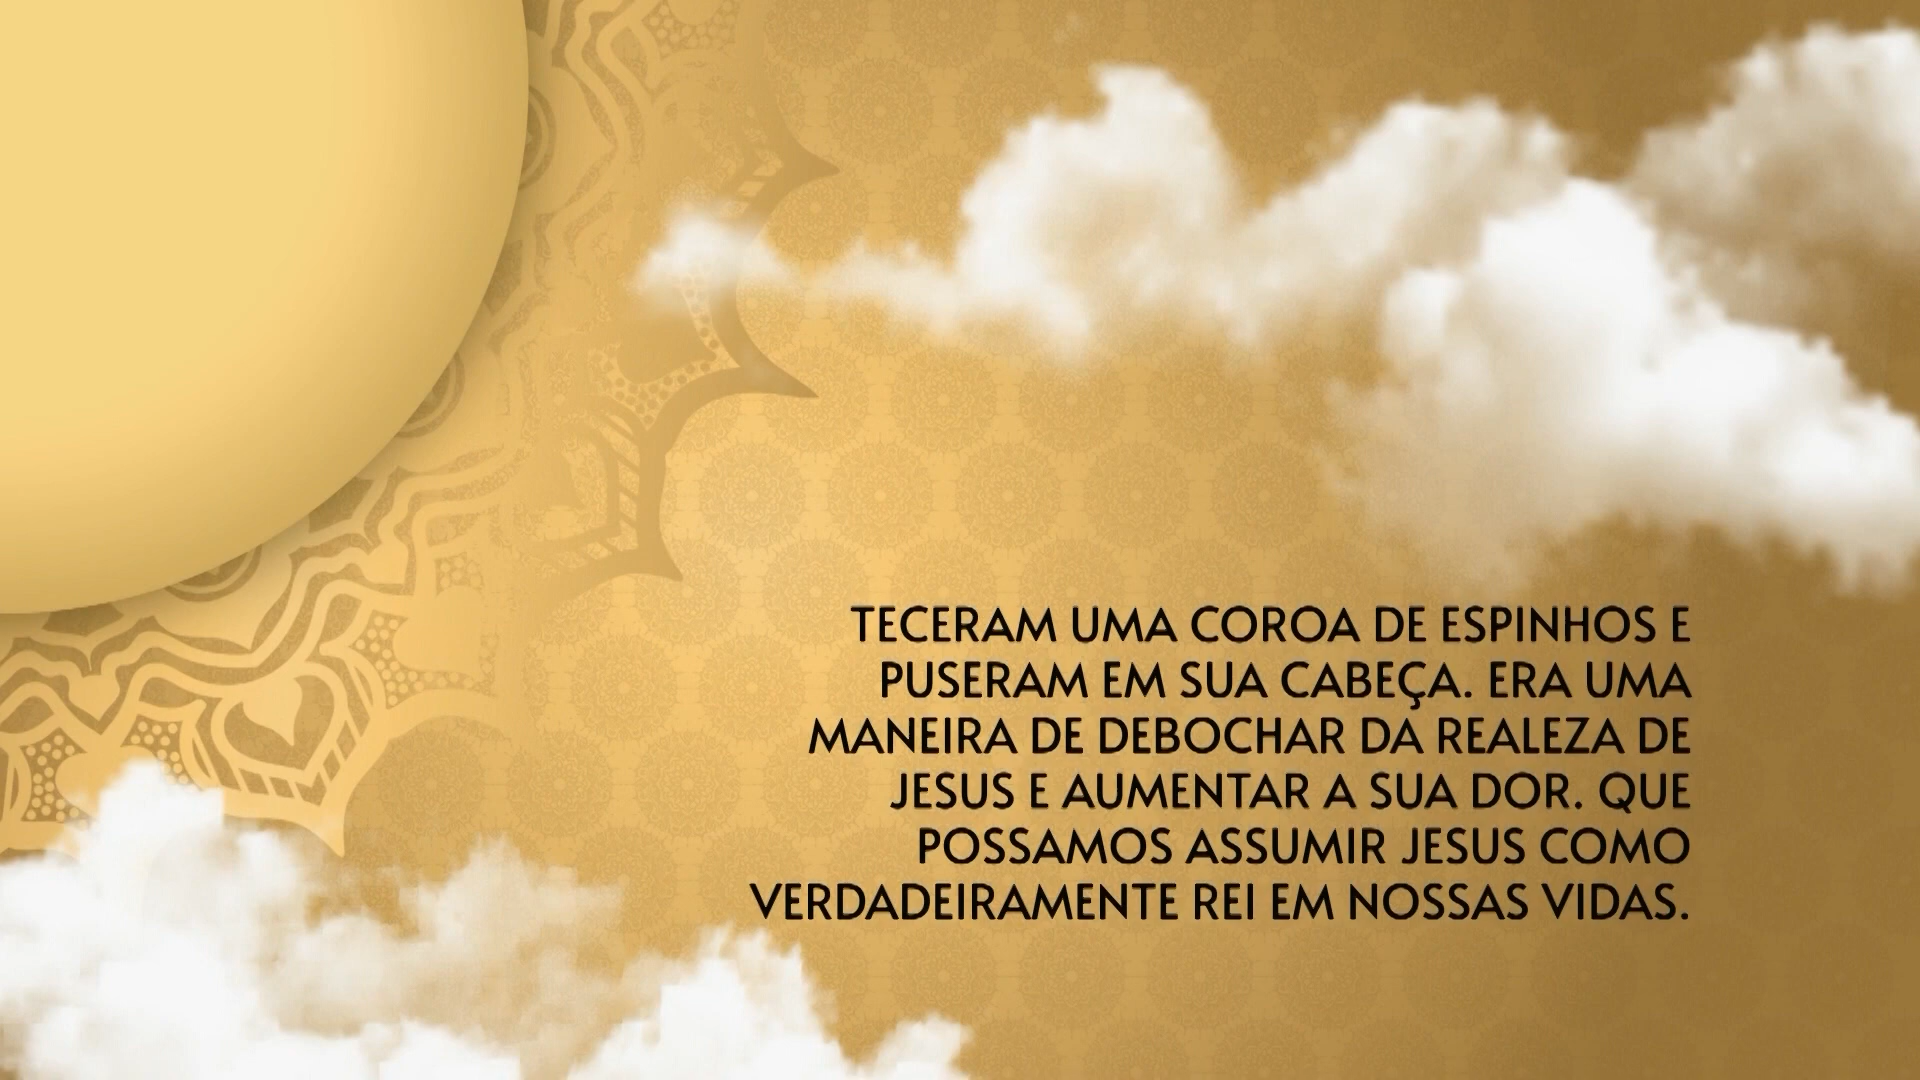 TECERAM UMA COROA DE ESPINHOS E
PUSERAM EM SUA CABEÇA. ERA UMA
MANEIRA DE DEBOCHAR DA REALEZA DE
JESUS E AUMENTAR A SUA DOR. QUE
POSSAMOS ASSUMIR JESUS COMO
VERDADEIRAMENTE REI EM NOSSAS VIDAS.